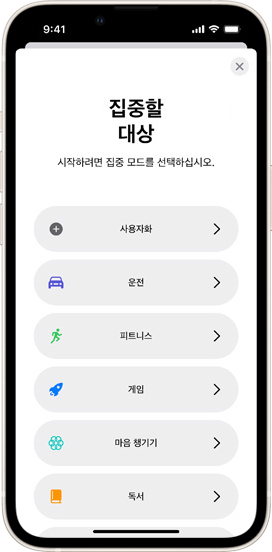 9:41
집중할
대상
시작하려면 집중 모드를 선택하십시오.
사용자화
운전
피트니스
게임
마음 챙기기
독서